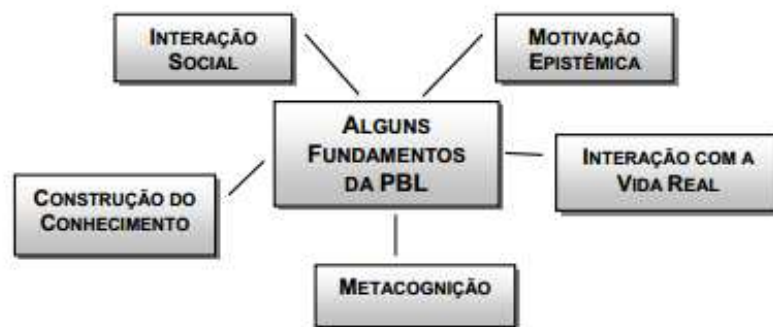 INTERAÇÃO
SOCIAL
MOTIVAÇÃO
EPISTÊMICA
ALGUNS
FUNDAMENTOS
DA PBL
INTERAÇÃO COM A
VIDA REAL
CONSTRUÇÃO DO
CONHECIMENTO
METACOGNIÇÃO